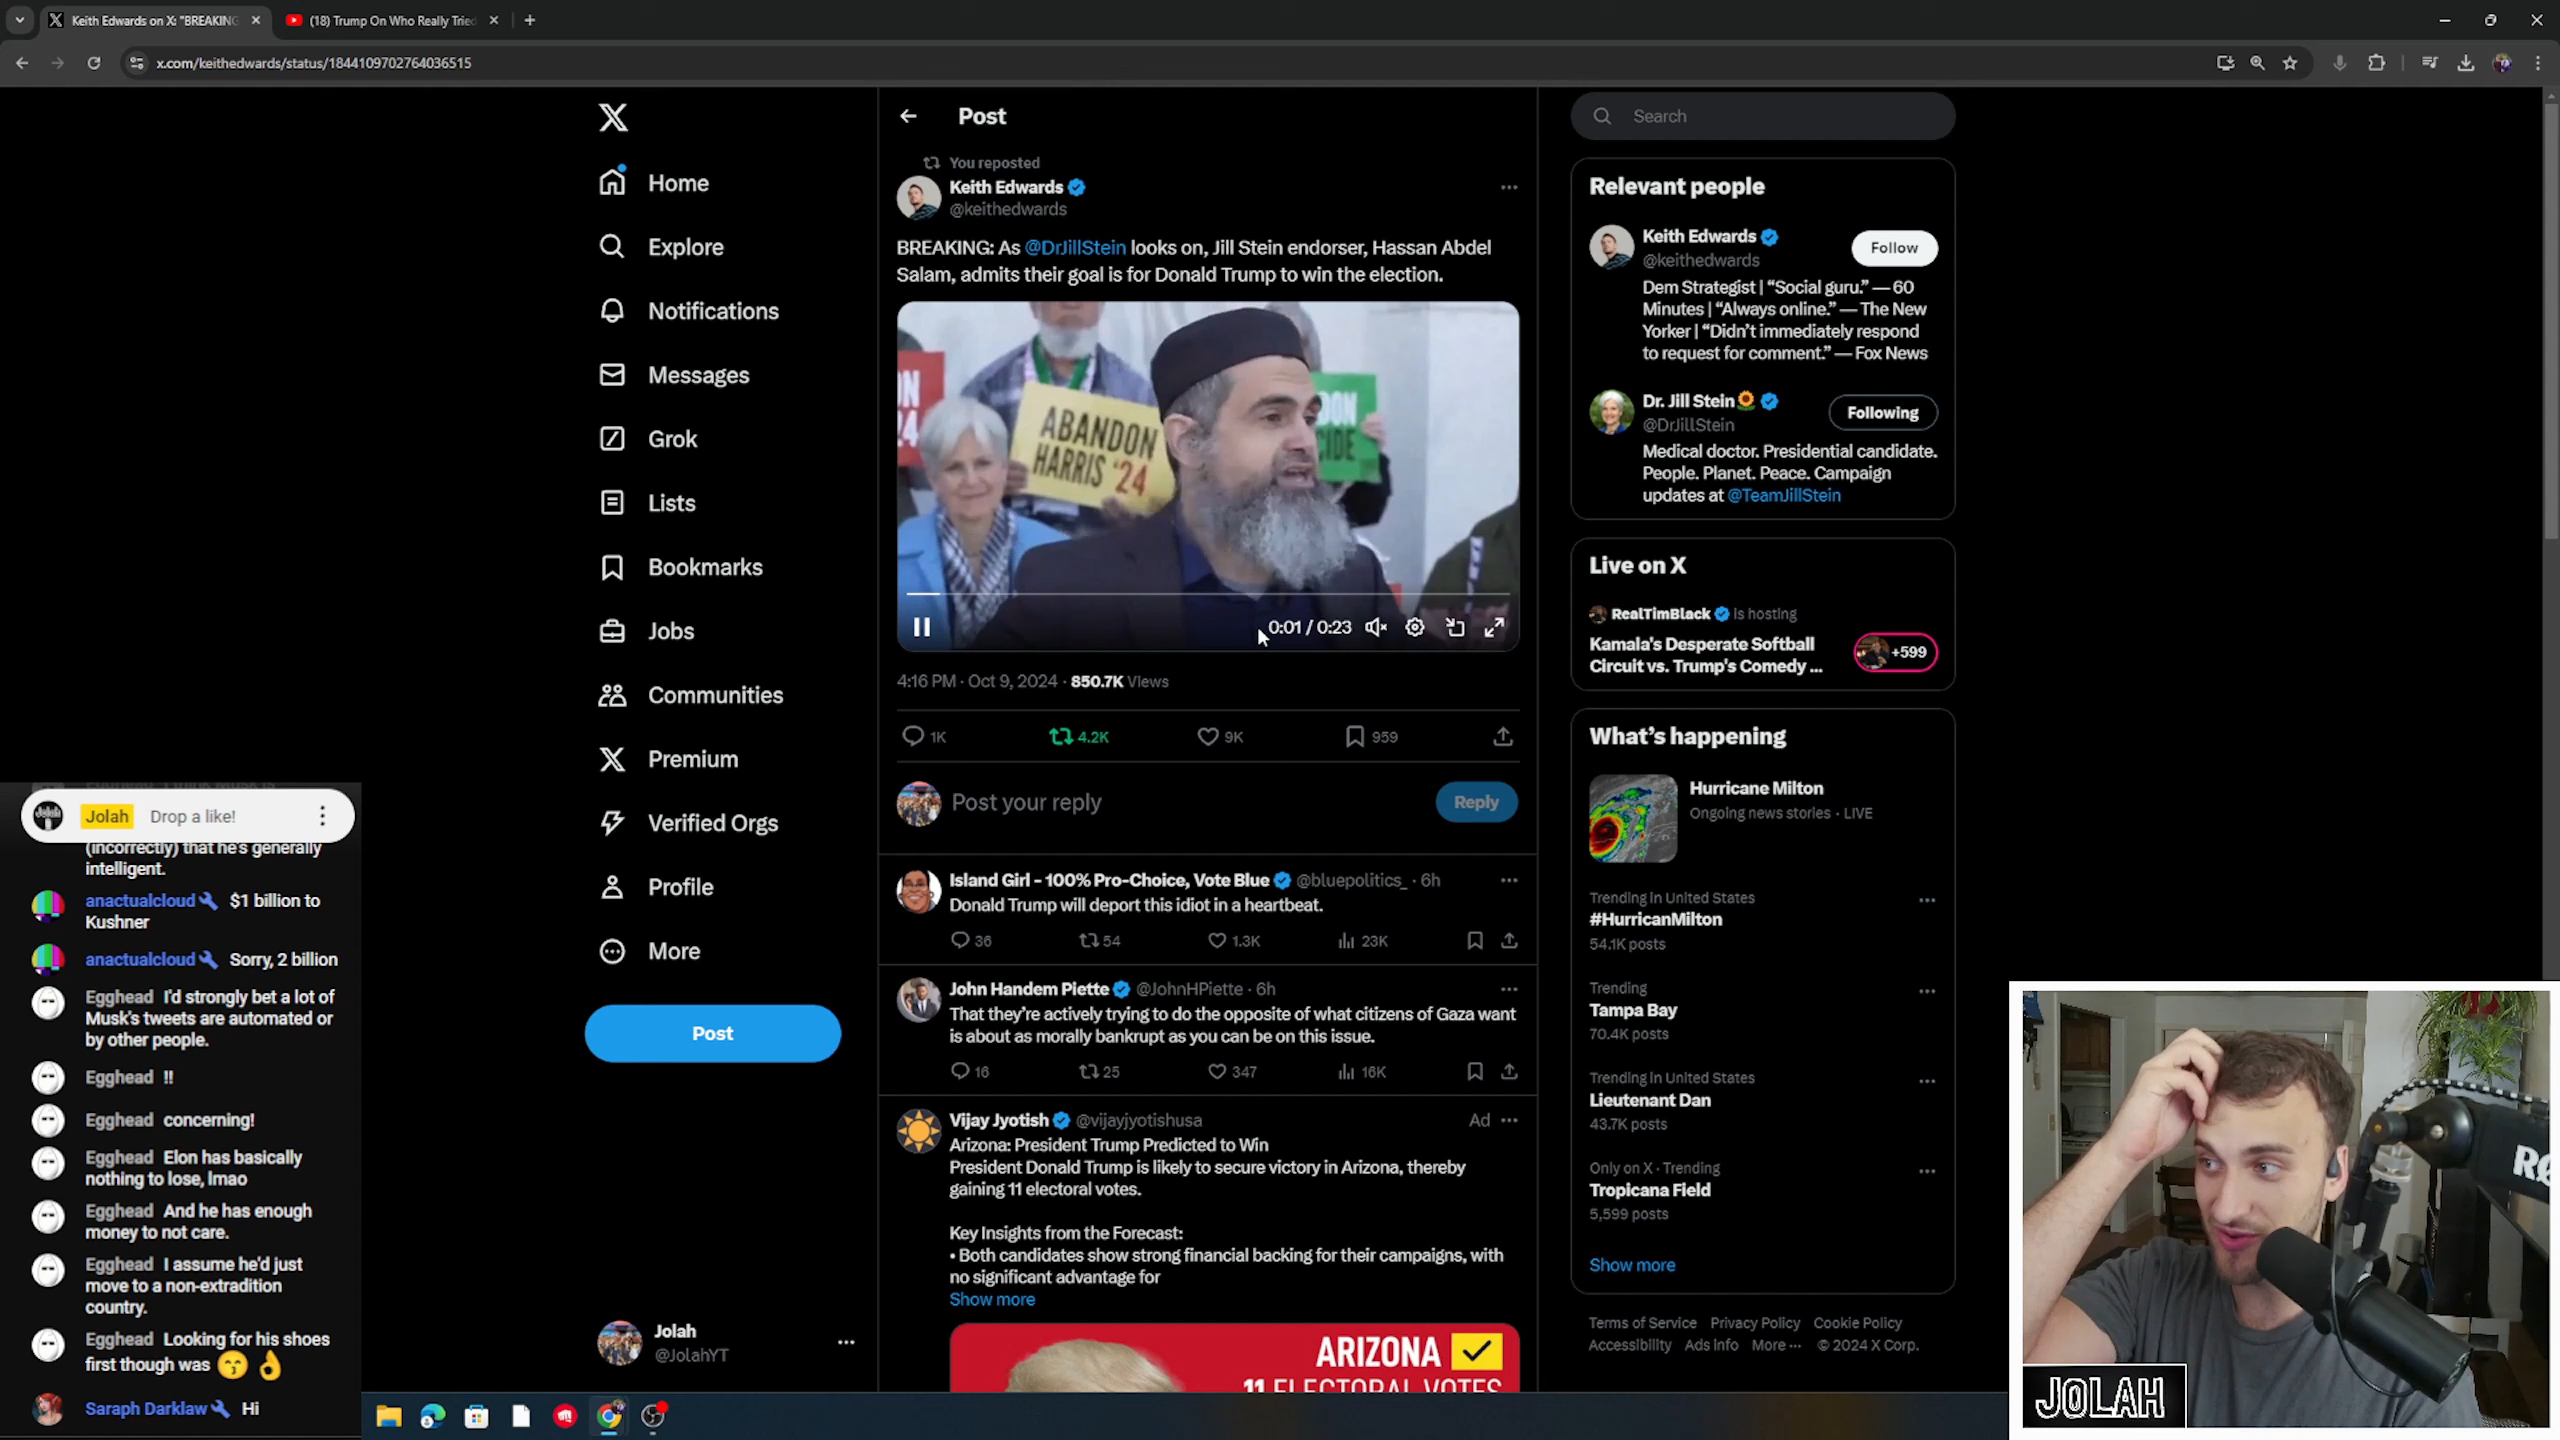 Keith Edwards on X: "BREAKING
(18) Trump On Who Really Tried
x.com/keithedwards/status/1844109702764036515
Home
Explore
Notifications
Messages
Grok
Lists
Bookmarks
Jobs
Communities
Premium
Verified Orgs
Profile
More
Post
Jolah
@JolahYT
Post
You reposted
Keith Edwards
@keithedwards
BREAKING: As @DrJillStein looks on, Jill Stein endorser, Hassan Abdel
Salam, admits their goal is for Donald Trump to win the election.
ABANDON
HARRIS '24
0:01 / 0:23
4:16 PM · Oct 9, 2024 · 850.7K Views
1K
4.2K
9K
959
Post your reply
Reply
Island Girl - 100% Pro-Choice, Vote Blue @bluepolitics_ · 6h
Donald Trump will deport this idiot in a heartbeat.
36
54
1.3K
23K
John Handem Piette @JohnHPiette · 6h
That they're actively trying to do the opposite of what citizens of Gaza want
is about as morally bankrupt as you can be on this issue.
16
25
347
16K
Vijay Jyotish @vijayjyotishusa
Ad
Arizona: President Trump Predicted to Win
President Donald Trump is likely to secure victory in Arizona, thereby
gaining 11 electoral votes.
Key Insights from the Forecast:
• Both candidates show strong financial backing for their campaigns, with
no significant advantage for
Show more
ARIZONA
11 ELECTORAL VOTES
Search
Relevant people
Keith Edwards
@keithedwards
Follow
Dem Strategist | "Social guru." — 60
Minutes | "Always online." — The New
Yorker | "Didn't immediately respond
to request for comment." — Fox News
Dr. Jill Stein🌻
@DrJillStein
Following
Medical doctor. Presidential candidate.
People. Planet. Peace. Campaign
updates at @TeamJillStein
Live on X
RealTimBlack is hosting
Kamala's Desperate Softball
Circuit vs. Trump's Comedy ...
+599
What's happening
Hurricane Milton
Ongoing news stories · LIVE
Trending in United States
#HurricanMilton
54.1K posts
Trending
Tampa Bay
70.4K posts
Trending in United States
Lieutenant Dan
43.7K posts
Only on X · Trending
Tropicana Field
5,599 posts
Show more
Terms of Service Privacy Policy Cookie Policy
Accessibility Ads info More ··· © 2024 X Corp.
Jolah Drop a like!
(incorrectly) that he's generally
intelligent.
anactualcloud $1 billion to
Kushner
anactualcloud Sorry, 2 billion
Egghead I'd strongly bet a lot of
Musk's tweets are automated or
by other people.
Egghead !!
Egghead concerning!
Egghead Elon has basically
nothing to lose, lmao
Egghead And he has enough
money to not care.
Egghead I assume he'd just
move to a non-extradition
country.
Egghead Looking for his shoes
first though was 😙 👌
Saraph Darklaw Hi
JOLAH